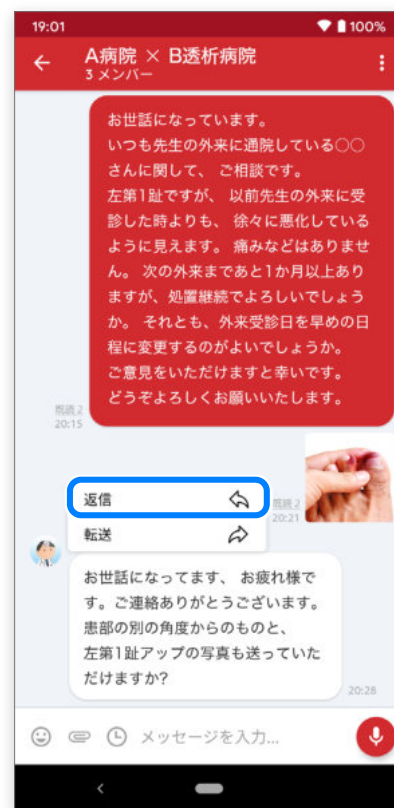 19:01
100%
A病院 × B透析病院
3 メンバー
お世話になっています。
いつも先生の外来に通院している○○
さんに関して、ご相談です。
左第1趾ですが、以前先生の外来に受
診した時よりも、徐々に悪化している
ように見えます。痛みなどはありませ
ん。次の外来まであと1か月以上あり
ますが、処置継続でよろしいでしょう
か。それとも、外来受診日を早めの日
程に変更するのがよいでしょうか。
ご意見をいただけますと幸いです。
どうぞよろしくお願いいたします。
既読 2
20:15
返信
既読 2
20:21
転送
お世話になってます、お疲れ様で
す。ご連絡ありがとうございます。
患部の別の角度からのものと、
左第1趾アップの写真も送っていた
だけますか?
20:28
メッセージを入力...